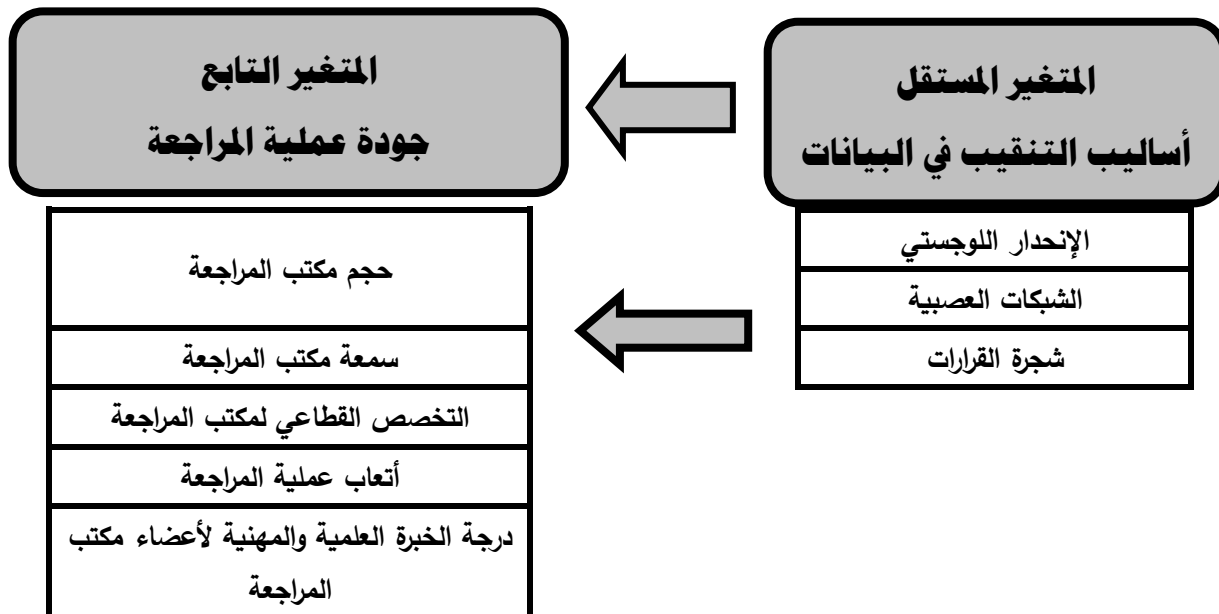 المتغير المستقل
أساليب التنقيب في البيانات
الإنحدار اللوجستي
الشبكات العصبية
شجرة القرارات
المتغير التابع
جودة عملية المراجعة
حجم مكتب المراجعة
سمعة مكتب المراجعة
التخصص القطاعي لمكتب المراجعة
أتعاب عملية المراجعة
درجة الخبرة العلمية والمهنية لأعضاء مكتب
المراجعة